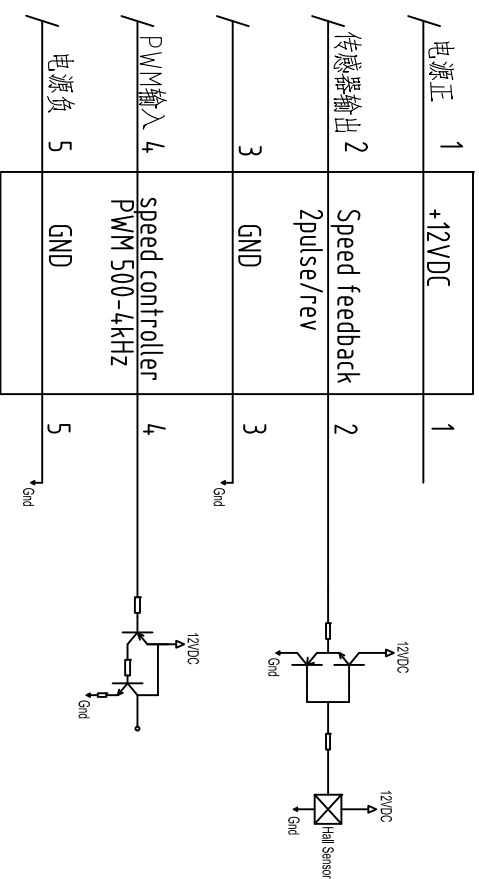 电源正 1 +12VDC 1
传感器输出 2 Speed feedback 2
2pulse/rev
12VDC
Gnd
12VDC
Gnd
Hall Sensor
3 GND 3
Gnd
PWM输入 4 speed controller 4
PWM 500-4kHz
12VDC
Gnd
电源负 5 GND 5
Gnd